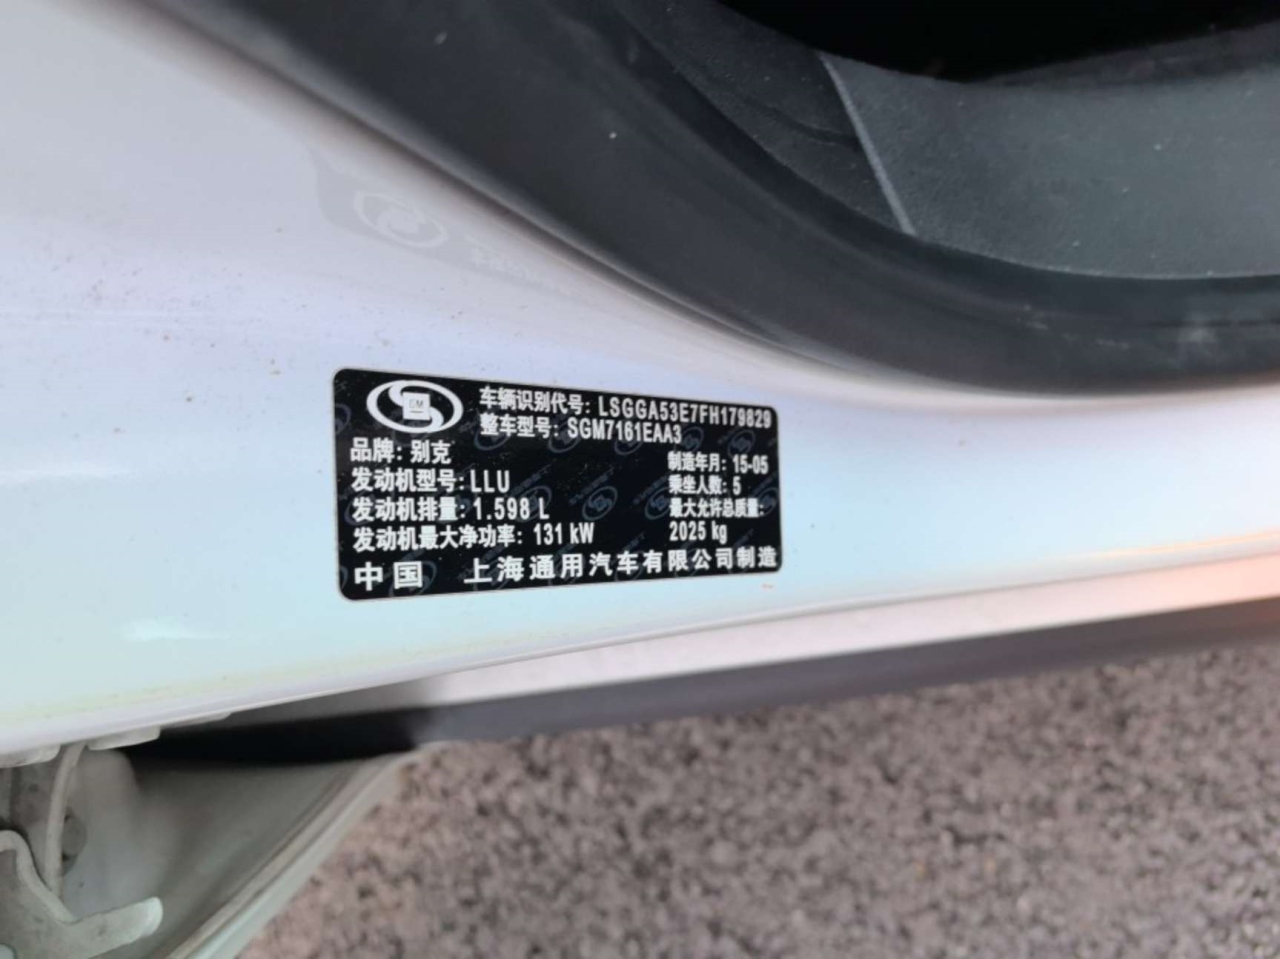 GM
车辆识别代号: LSGGA53E7FH179829
整车型号: SGM7161EAA3
品牌: 别克
制造年月: 15-05
发动机型号: LLU
乘坐人数: 5
发动机排量: 1.598 L
最大允许总质量:
发动机最大净功率: 131 kW
2025 kg
中国 上海通用汽车有限公司制造